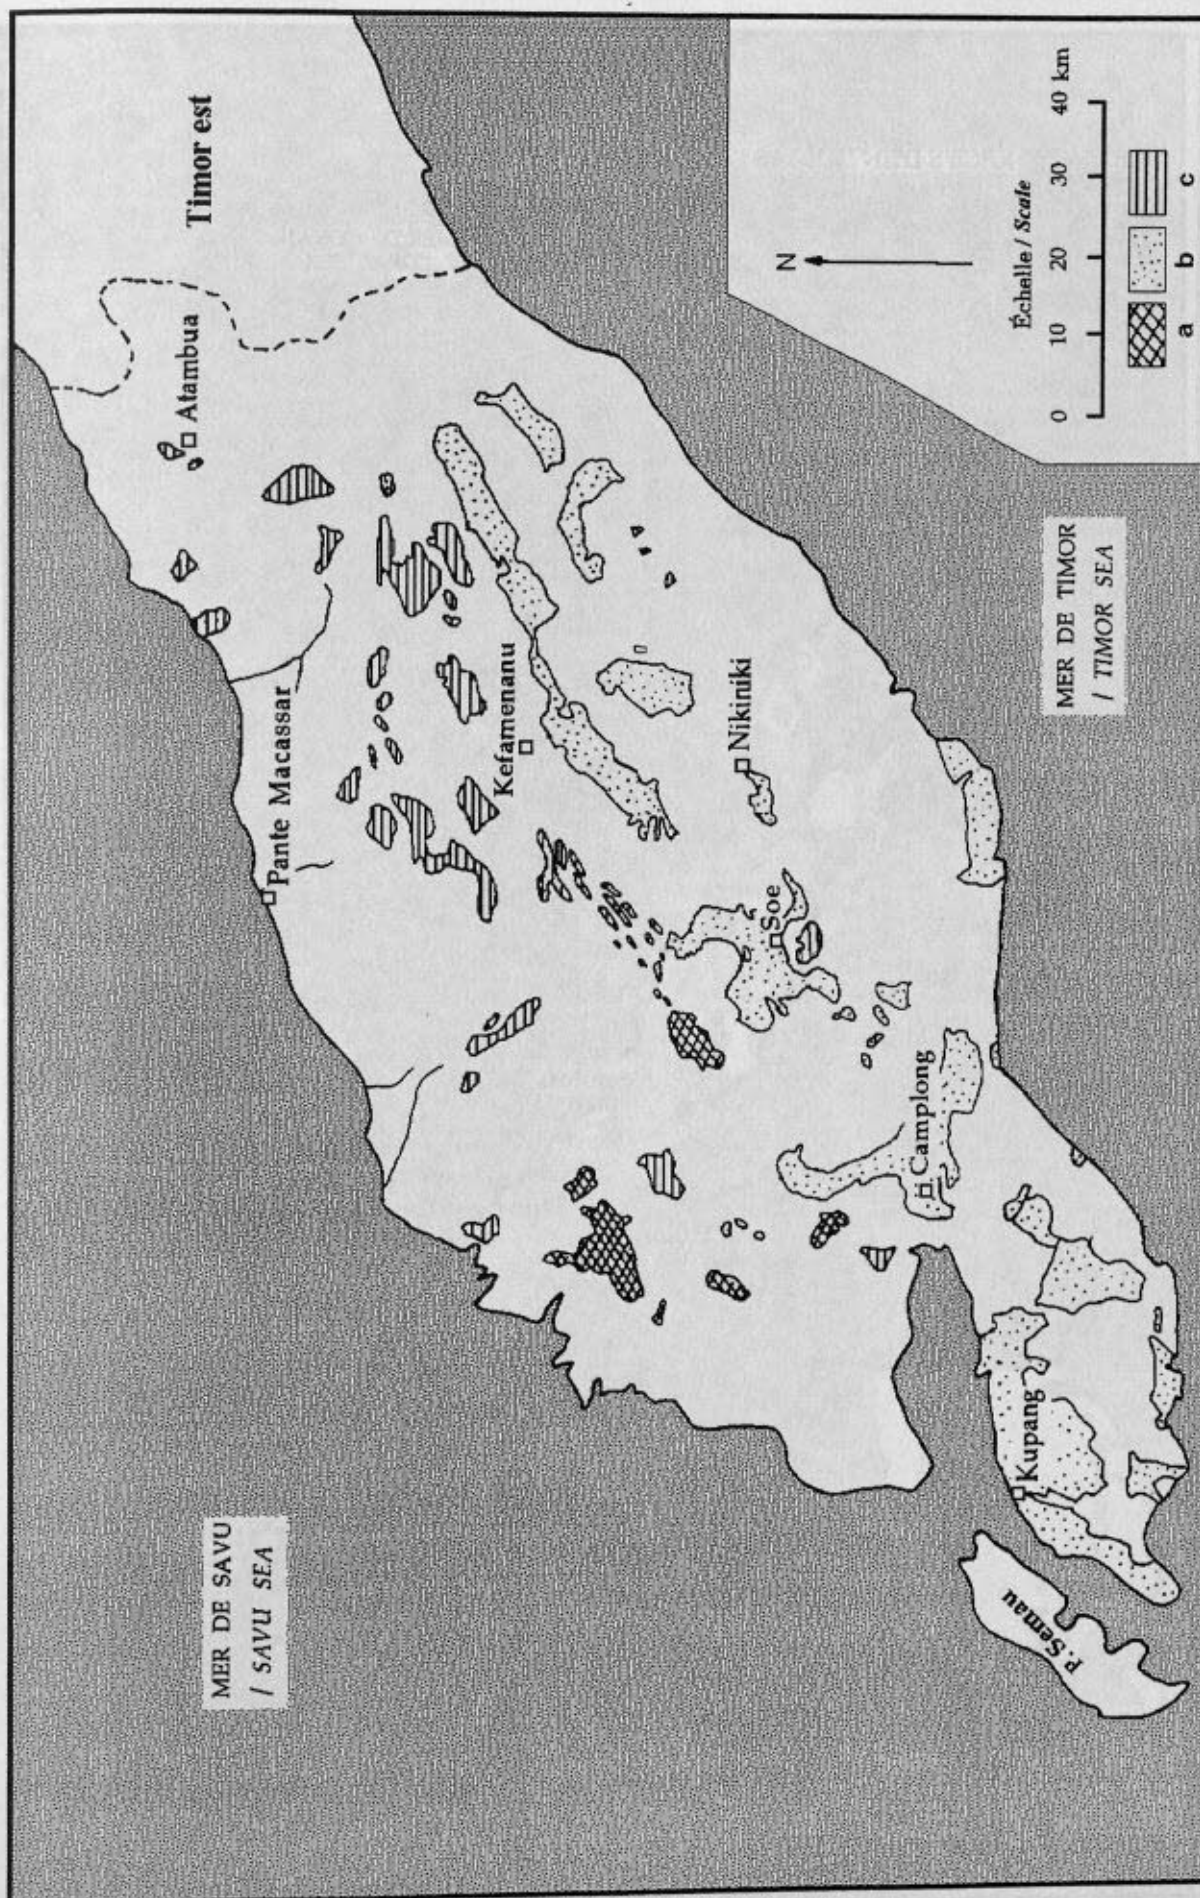 Timor est
Atambua
Pante Macassar
Kefamenanu
Nikiniki
Soe
Camplong
Kupang
P. Semau
MER DE SAVU
/ SAVU SEA
MER DE TIMOR
/ TIMOR SEA
N
Échelle / Scale
0 10 20 30 40 km
a b c